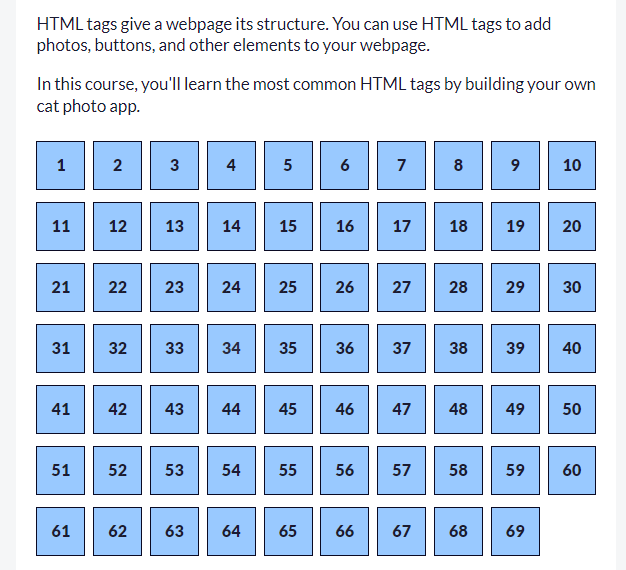 HTML tags give a webpage its structure. You can use HTML tags to add
photos, buttons, and other elements to your webpage.
In this course, you'll learn the most common HTML tags by building your own
cat photo app.
1 2 3 4 5 6 7 8 9 10
11 12 13 14 15 16 17 18 19 20
21 22 23 24 25 26 27 28 29 30
31 32 33 34 35 36 37 38 39 40
41 42 43 44 45 46 47 48 49 50
51 52 53 54 55 56 57 58 59 60
61 62 63 64 65 66 67 68 69